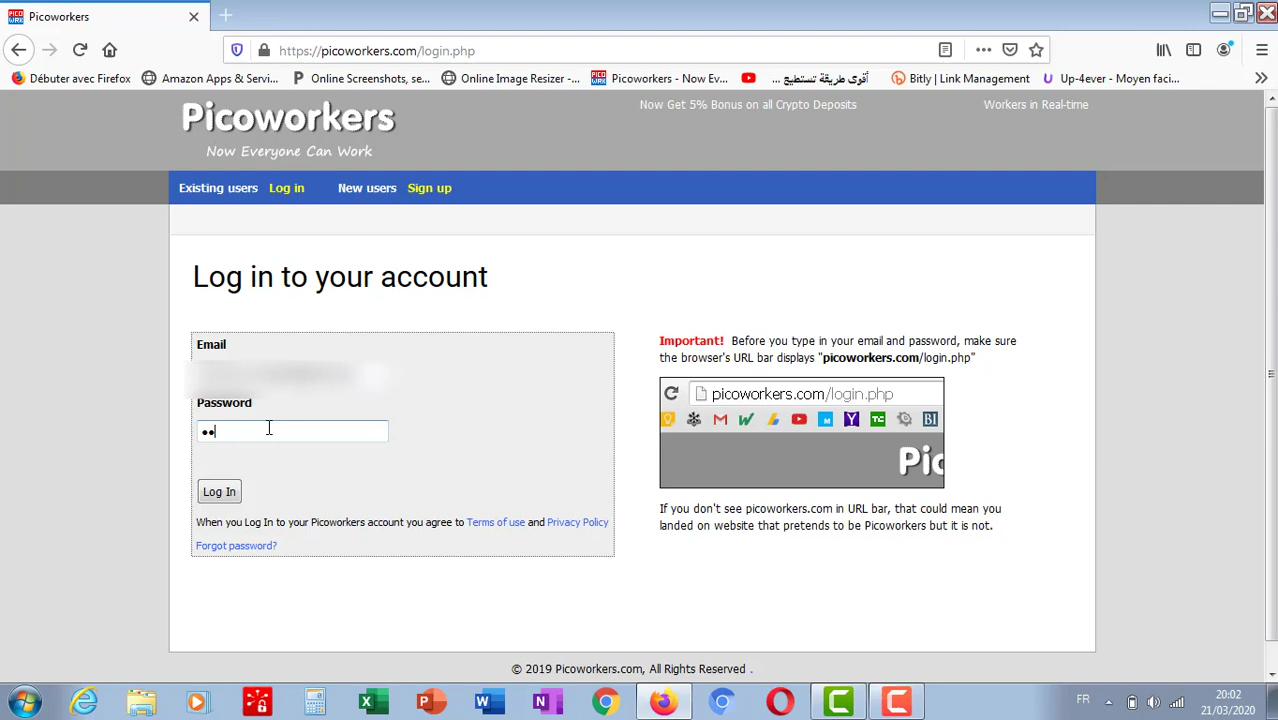 Picoworkers
https://picoworkers.com/login.php
Débuter avec Firefox
Amazon Apps & Servi...
Online Screenshots, se...
Online Image Resizer -...
Picoworkers - Now Ev...
أقوى طريقة تستطيع ...
Bitly | Link Management
Up-4ever - Moyen faci...
Picoworkers
Now Everyone Can Work
Now Get 5% Bonus on all Crypto Deposits
Workers in Real-time
Existing users Log in New users Sign up
Log in to your account
Email
Password
Log In
When you Log In to your Picoworkers account you agree to Terms of use and Privacy Policy
Forgot password?
Important! Before you type in your email and password, make sure
the browser's URL bar displays "picoworkers.com/login.php"
picoworkers.com/login.php
Pic
If you don't see picoworkers.com in URL bar, that could mean you
landed on website that pretends to be Picoworkers but it is not.
© 2019 Picoworkers.com, All Rights Reserved .
FR
20:02
21/03/2020